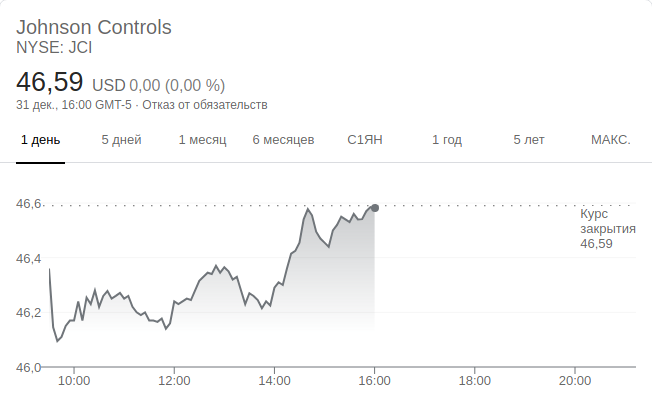 Johnson Controls
NYSE: JCI
46,59 USD 0,00 (0,00 %)
31 дек., 16:00 GMT-5 · Отказ от обязательств
1 день 5 дней 1 месяц 6 месяцев С1ЯН 1 год 5 лет МАКС.
46,6
Курс
закрытия
46,59
46,4
46,2
46,0
10:00 12:00 14:00 16:00 18:00 20:00